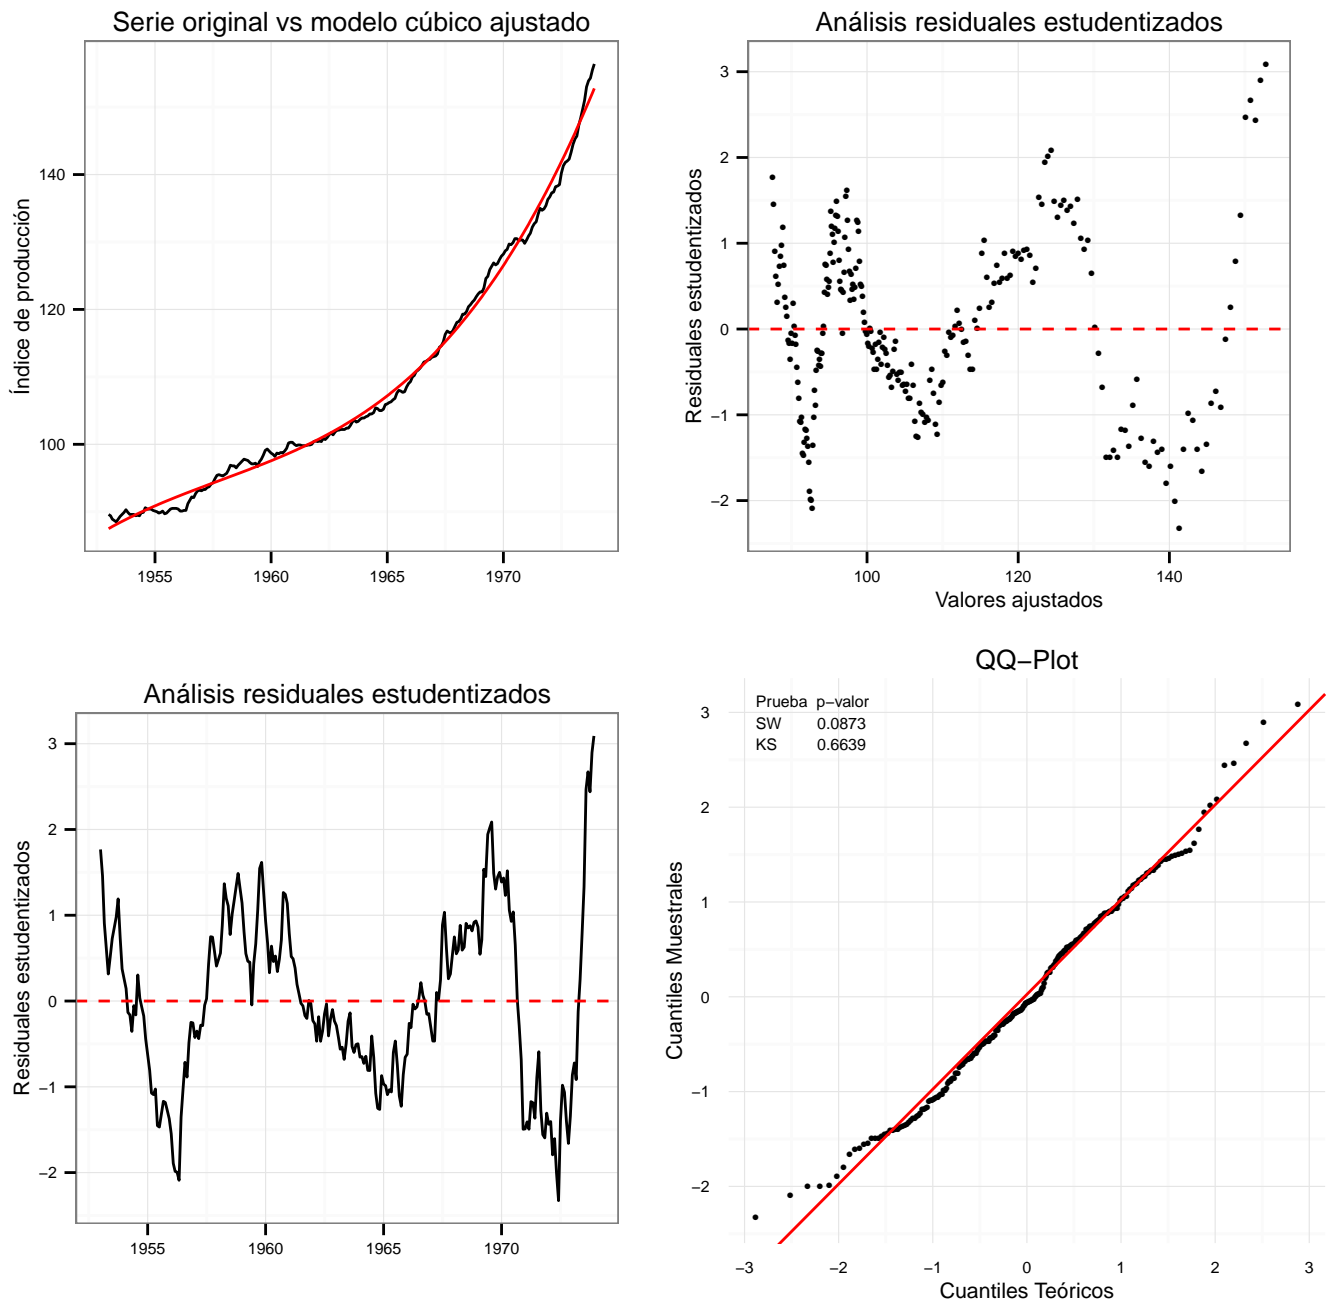 Serie original vs modelo cúbico ajustado
Índice de producción
140
120
100
1955 1960 1965 1970
Análisis residuales estudentizados
Residuales estudentizados
3
2
1
0
−1
−2
100 120 140
Valores ajustados
Análisis residuales estudentizados
Residuales estudentizados
3
2
1
0
−1
−2
1955 1960 1965 1970
QQ−Plot
Prueba p−valor
SW 0.0873
KS 0.6639
Cuantiles Muestrales
3
2
1
0
−1
−2
−3 −2 −1 0 1 2 3
Cuantiles Teóricos